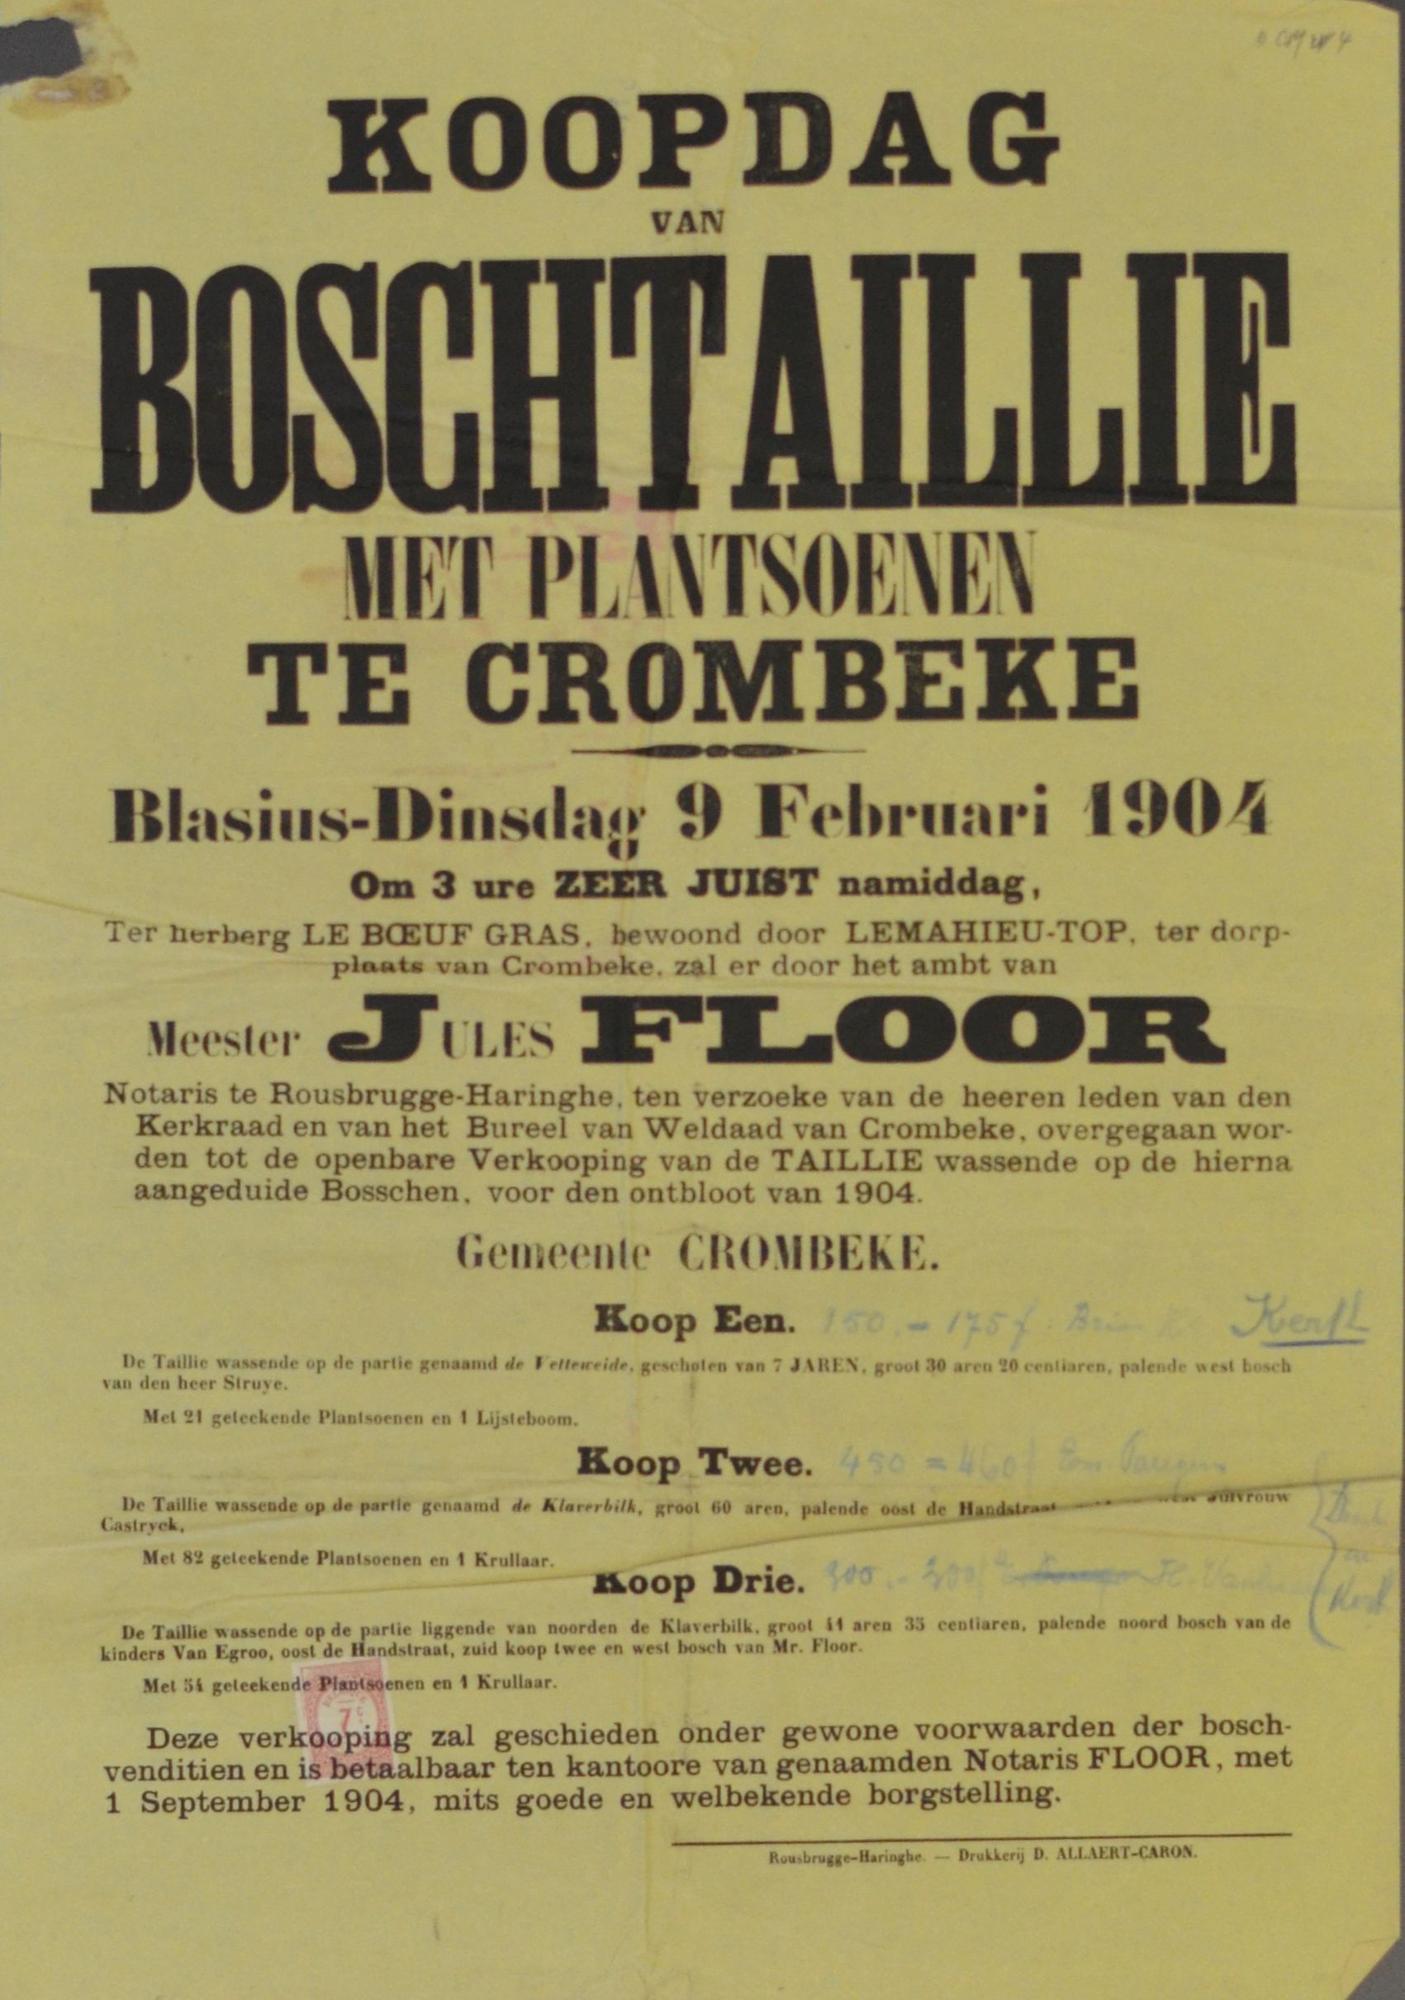 KOOPDAG
VAN
BOSCHTAILLIE
MET PLANTSOENEN
TE CROMBEKE
Blasius-Dinsdag 9 Februari 1904
Om 3 ure ZEER JUIST namiddag,
Ter herberg LE BŒUF GRAS, bewoond door LEMAHIEU-TOP, ter dorp-
plaats van Crombeke, zal er door het ambt van
Meester JULES FLOOR
Notaris te Rousbrugge-Haringhe, ten verzoeke van de heeren leden van den
Kerkraad en van het Bureel van Weldaad van Crombeke, overgegaan wor-
den tot de openbare Verkooping van de TAILLIE wassende op de hierna
aangeduide Bosschen, voor den ontbloot van 1904.
Gemeente CROMBEKE.
Koop Een. 150.- 175 f.
De Taillie wassende op de partie genaamd de Vetteweide, geschoten van 7 JAREN, groot 30 aren 20 centiaren, palende west bosch
van den heer Struye.
Met 21 geteekende Plantsoenen en 1 Lijsteboom.
Koop Twee. 450 = 460 f
De Taillie wassende op de partie genaamd de Klaverbilk, groot 60 aren, palende oost de Handstraat west Jufvrouw
Castryck,
Met 82 geteekende Plantsoenen en 1 Krullaar.
Koop Drie. 300.- 300 f
De Taillie wassende op de partie liggende van noorden de Klaverbilk, groot 41 aren 35 centiaren, palende noord bosch van de
kinders Van Egroo, oost de Handstraat, zuid koop twee en west bosch van Mr. Floor.
Met 54 geteekende Plantsoenen en 1 Krullaar.
Deze verkooping zal geschieden onder gewone voorwaarden der bosch-
venditien en is betaalbaar ten kantoore van genaamden Notaris FLOOR, met
1 September 1904, mits goede en welbekende borgstelling.
Rousbrugge-Haringhe. — Drukkerij D. ALLAERT-CARON.